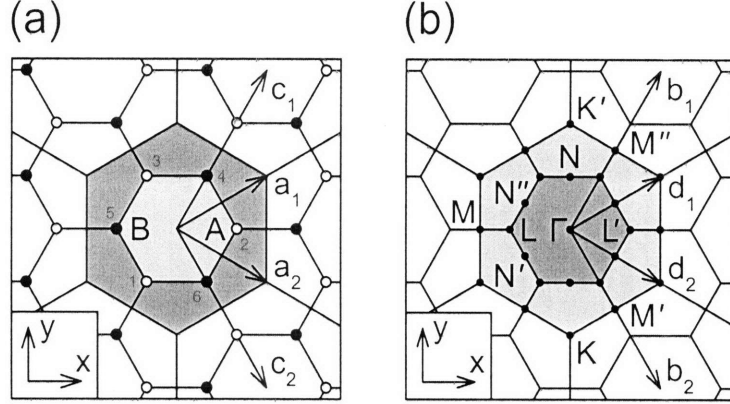 (a)
c₁
3
4
a₁
5
B
A
2
a₂
1
6
y
x
c₂
(b)
b₁
K′
M″
N
N″
d₁
M
L
Γ
L′
N′
d₂
M′
K
y
x
b₂